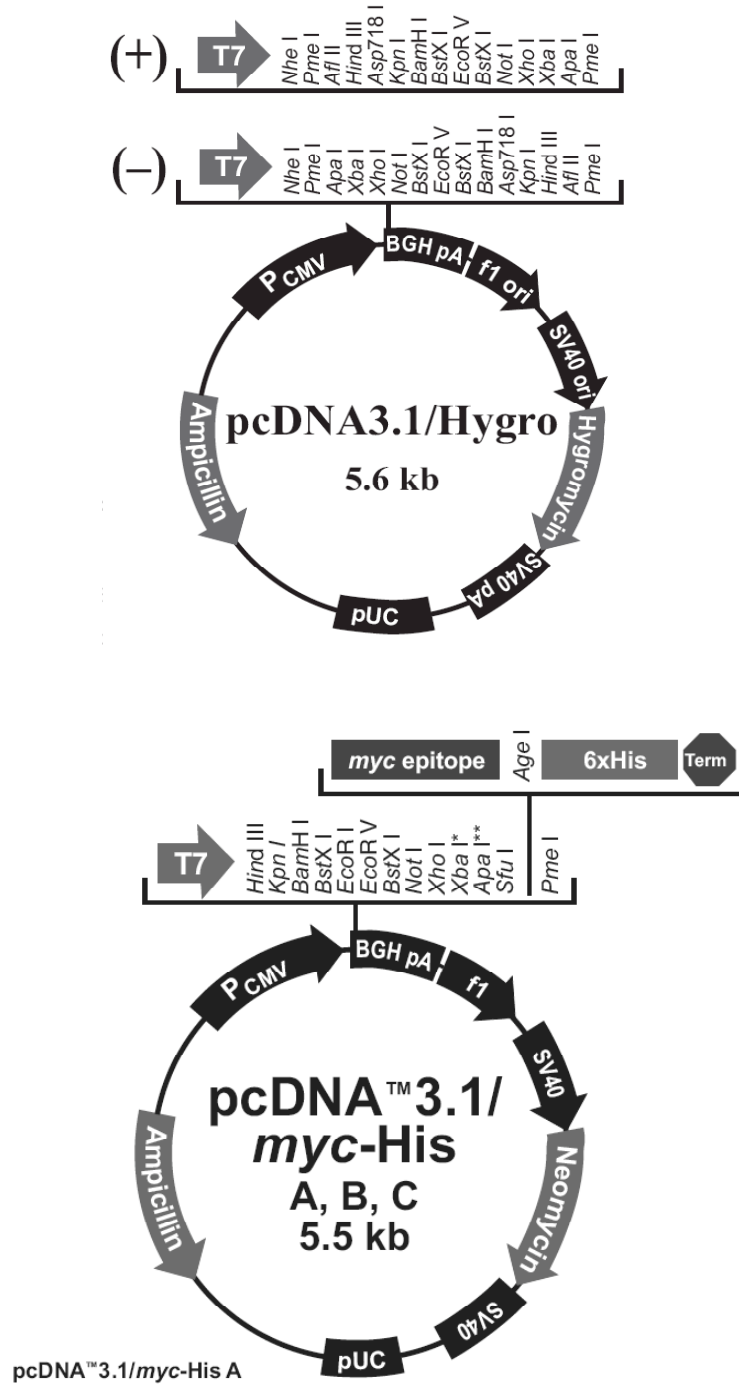 (+)
T7
Nhe I
Pme I
Afl II
Hind III
Asp718 I
Kpn I
BamH I
BstX I
EcoR V
BstX I
Not I
Xho I
Xba I
Apa I
Pme I
(–)
T7
Nhe I
Pme I
Apa I
Xba I
Xho I
Not I
BstX I
EcoR V
BstX I
BamH I
Asp718 I
Kpn I
Hind III
Afl II
Pme I
PCMV
BGH pA
f1 ori
SV40 ori
Hygromycin
SV40 pA
pUC
Ampicillin
pcDNA3.1/Hygro
5.6 kb
myc epitope
Age I
6xHis
Term
T7
Hind III
Kpn I
BamH I
BstX I
EcoR I
EcoR V
BstX I
Not I
Xho I
Xba I*
Apa I**
Sfu I
Pme I
PCMV
BGH pA
f1
SV40
Neomycin
SV40
pUC
Ampicillin
pcDNA™3.1/
myc-His
A, B, C
5.5 kb
pcDNA™3.1/myc-His A